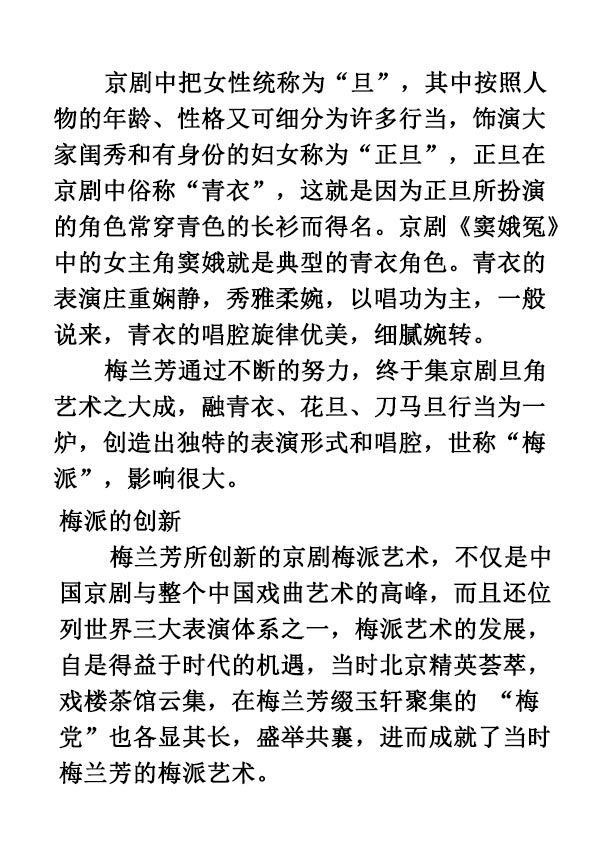 京剧中把女性统称为“旦”，其中按照人
物的年龄、性格又可细分为许多行当，饰演大
家闺秀和有身份的妇女称为“正旦”，正旦在
京剧中俗称“青衣”，这就是因为正旦所扮演
的角色常穿青色的长衫而得名。京剧《窦娥冤》
中的女主角窦娥就是典型的青衣角色。青衣的
表演庄重娴静，秀雅柔婉，以唱功为主，一般
说来，青衣的唱腔旋律优美，细腻婉转。
梅兰芳通过不断的努力，终于集京剧旦角
艺术之大成，融青衣、花旦、刀马旦行当为一
炉，创造出独特的表演形式和唱腔，世称“梅
派”，影响很大。
梅派的创新
梅兰芳所创新的京剧梅派艺术，不仅是中
国京剧与整个中国戏曲艺术的高峰，而且还位
列世界三大表演体系之一，梅派艺术的发展，
自是得益于时代的机遇，当时北京精英荟萃，
戏楼茶馆云集，在梅兰芳缀玉轩聚集的 “梅
党”也各显其长，盛举共襄，进而成就了当时
梅兰芳的梅派艺术。